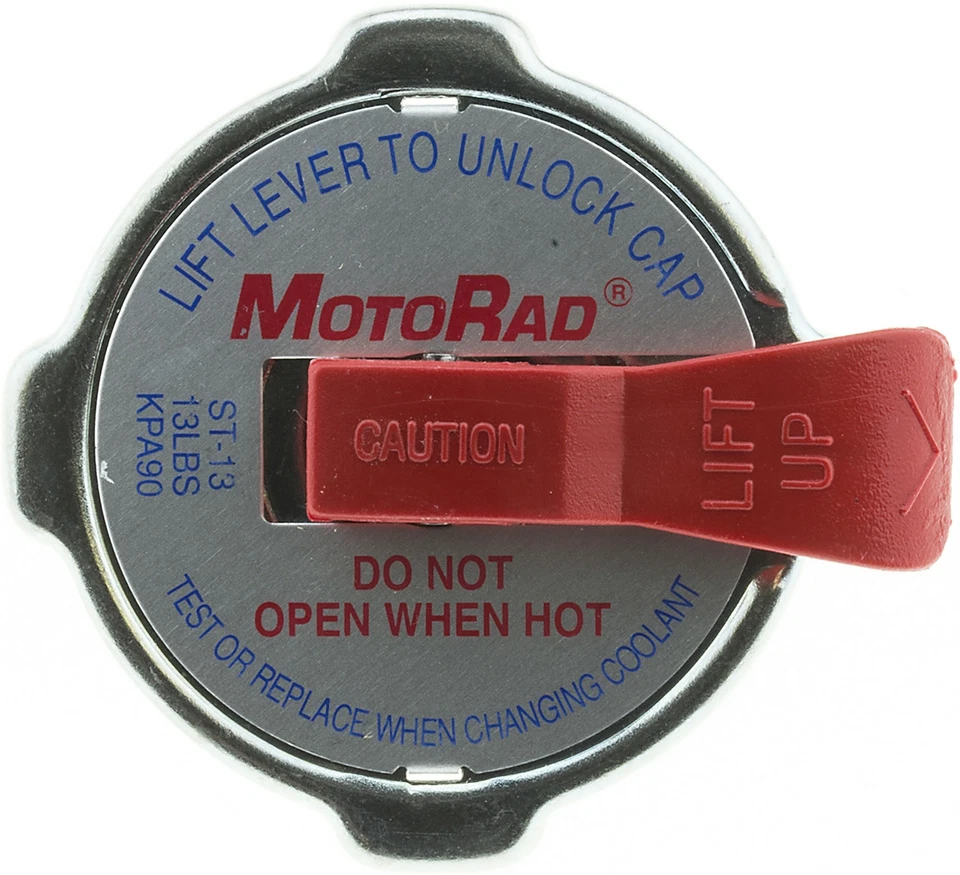 LIFT LEVER TO UNLOCK CAP
MOTORAD®
ST-13
13LBS
KPA90
CAUTION
LIFT
UP
DO NOT
OPEN WHEN HOT
TEST OR REPLACE WHEN CHANGING COOLANT